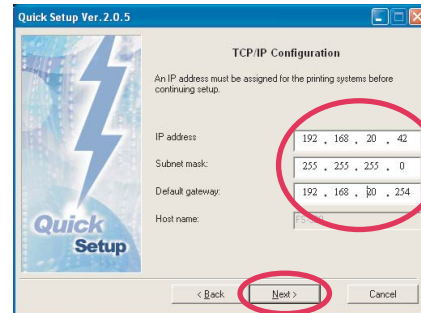 Quick Setup Ver.2.0.5
TCP/IP Configuration
An IP address must be assigned for the printing systems before
continuing setup.
IP address 192 . 168 . 20 . 42
Subnet mask: 255 . 255 . 255 . 0
Default gateway: 192 . 168 . 20 . 254
Host name:
Quick
Setup
< Back Next > Cancel